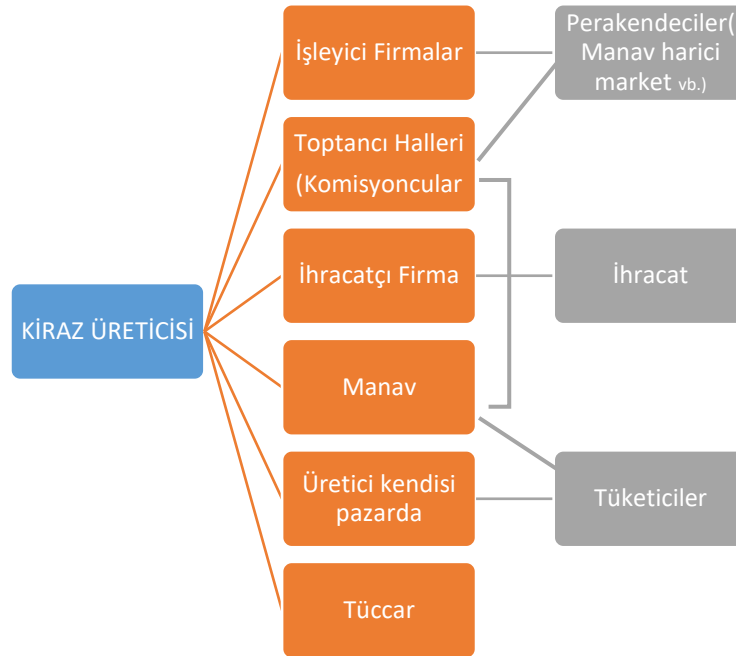 KİRAZ ÜRETİCİSİ
İşleyici Firmalar
Toptancı Halleri
(Komisyoncular
İhracatçı Firma
Manav
Üretici kendisi
pazarda
Tüccar
Perakendeciler(
Manav harici
market vb.)
İhracat
Tüketiciler